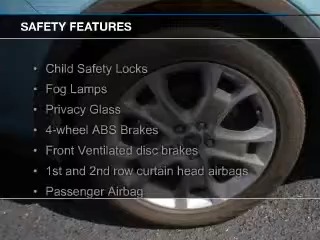 SAFETY FEATURES
• Child Safety Locks
• Fog Lamps
• Privacy Glass
• 4-wheel ABS Brakes
• Front Ventilated disc brakes
• 1st and 2nd row curtain head airbags
• Passenger Airbag